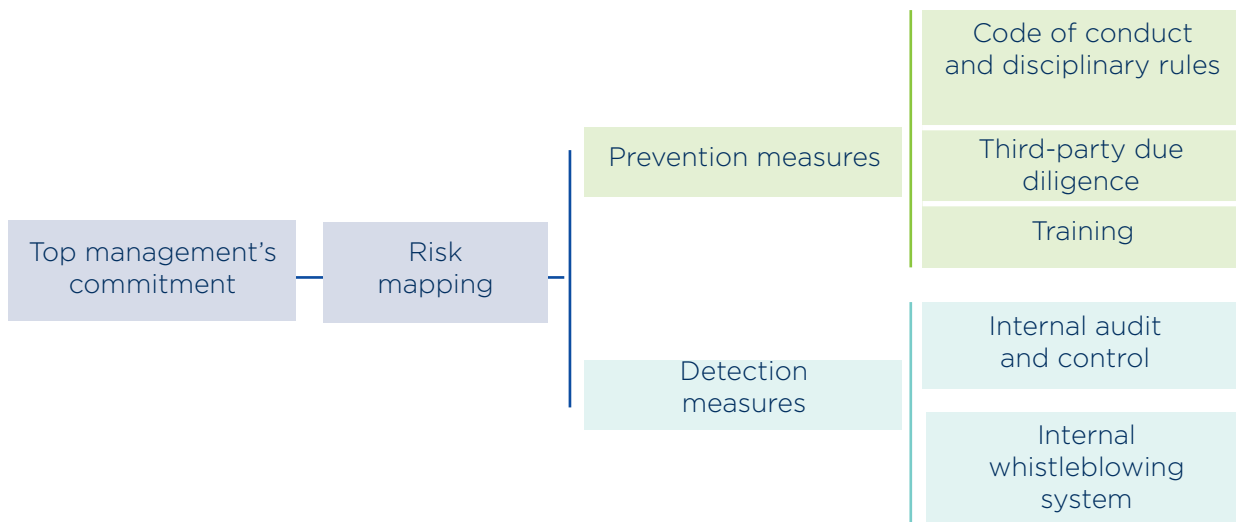 Top management’s
commitment
Risk
mapping
Prevention measures
Code of conduct
and disciplinary rules
Third-party due
diligence
Training
Detection
measures
Internal audit
and control
Internal
whistleblowing
system